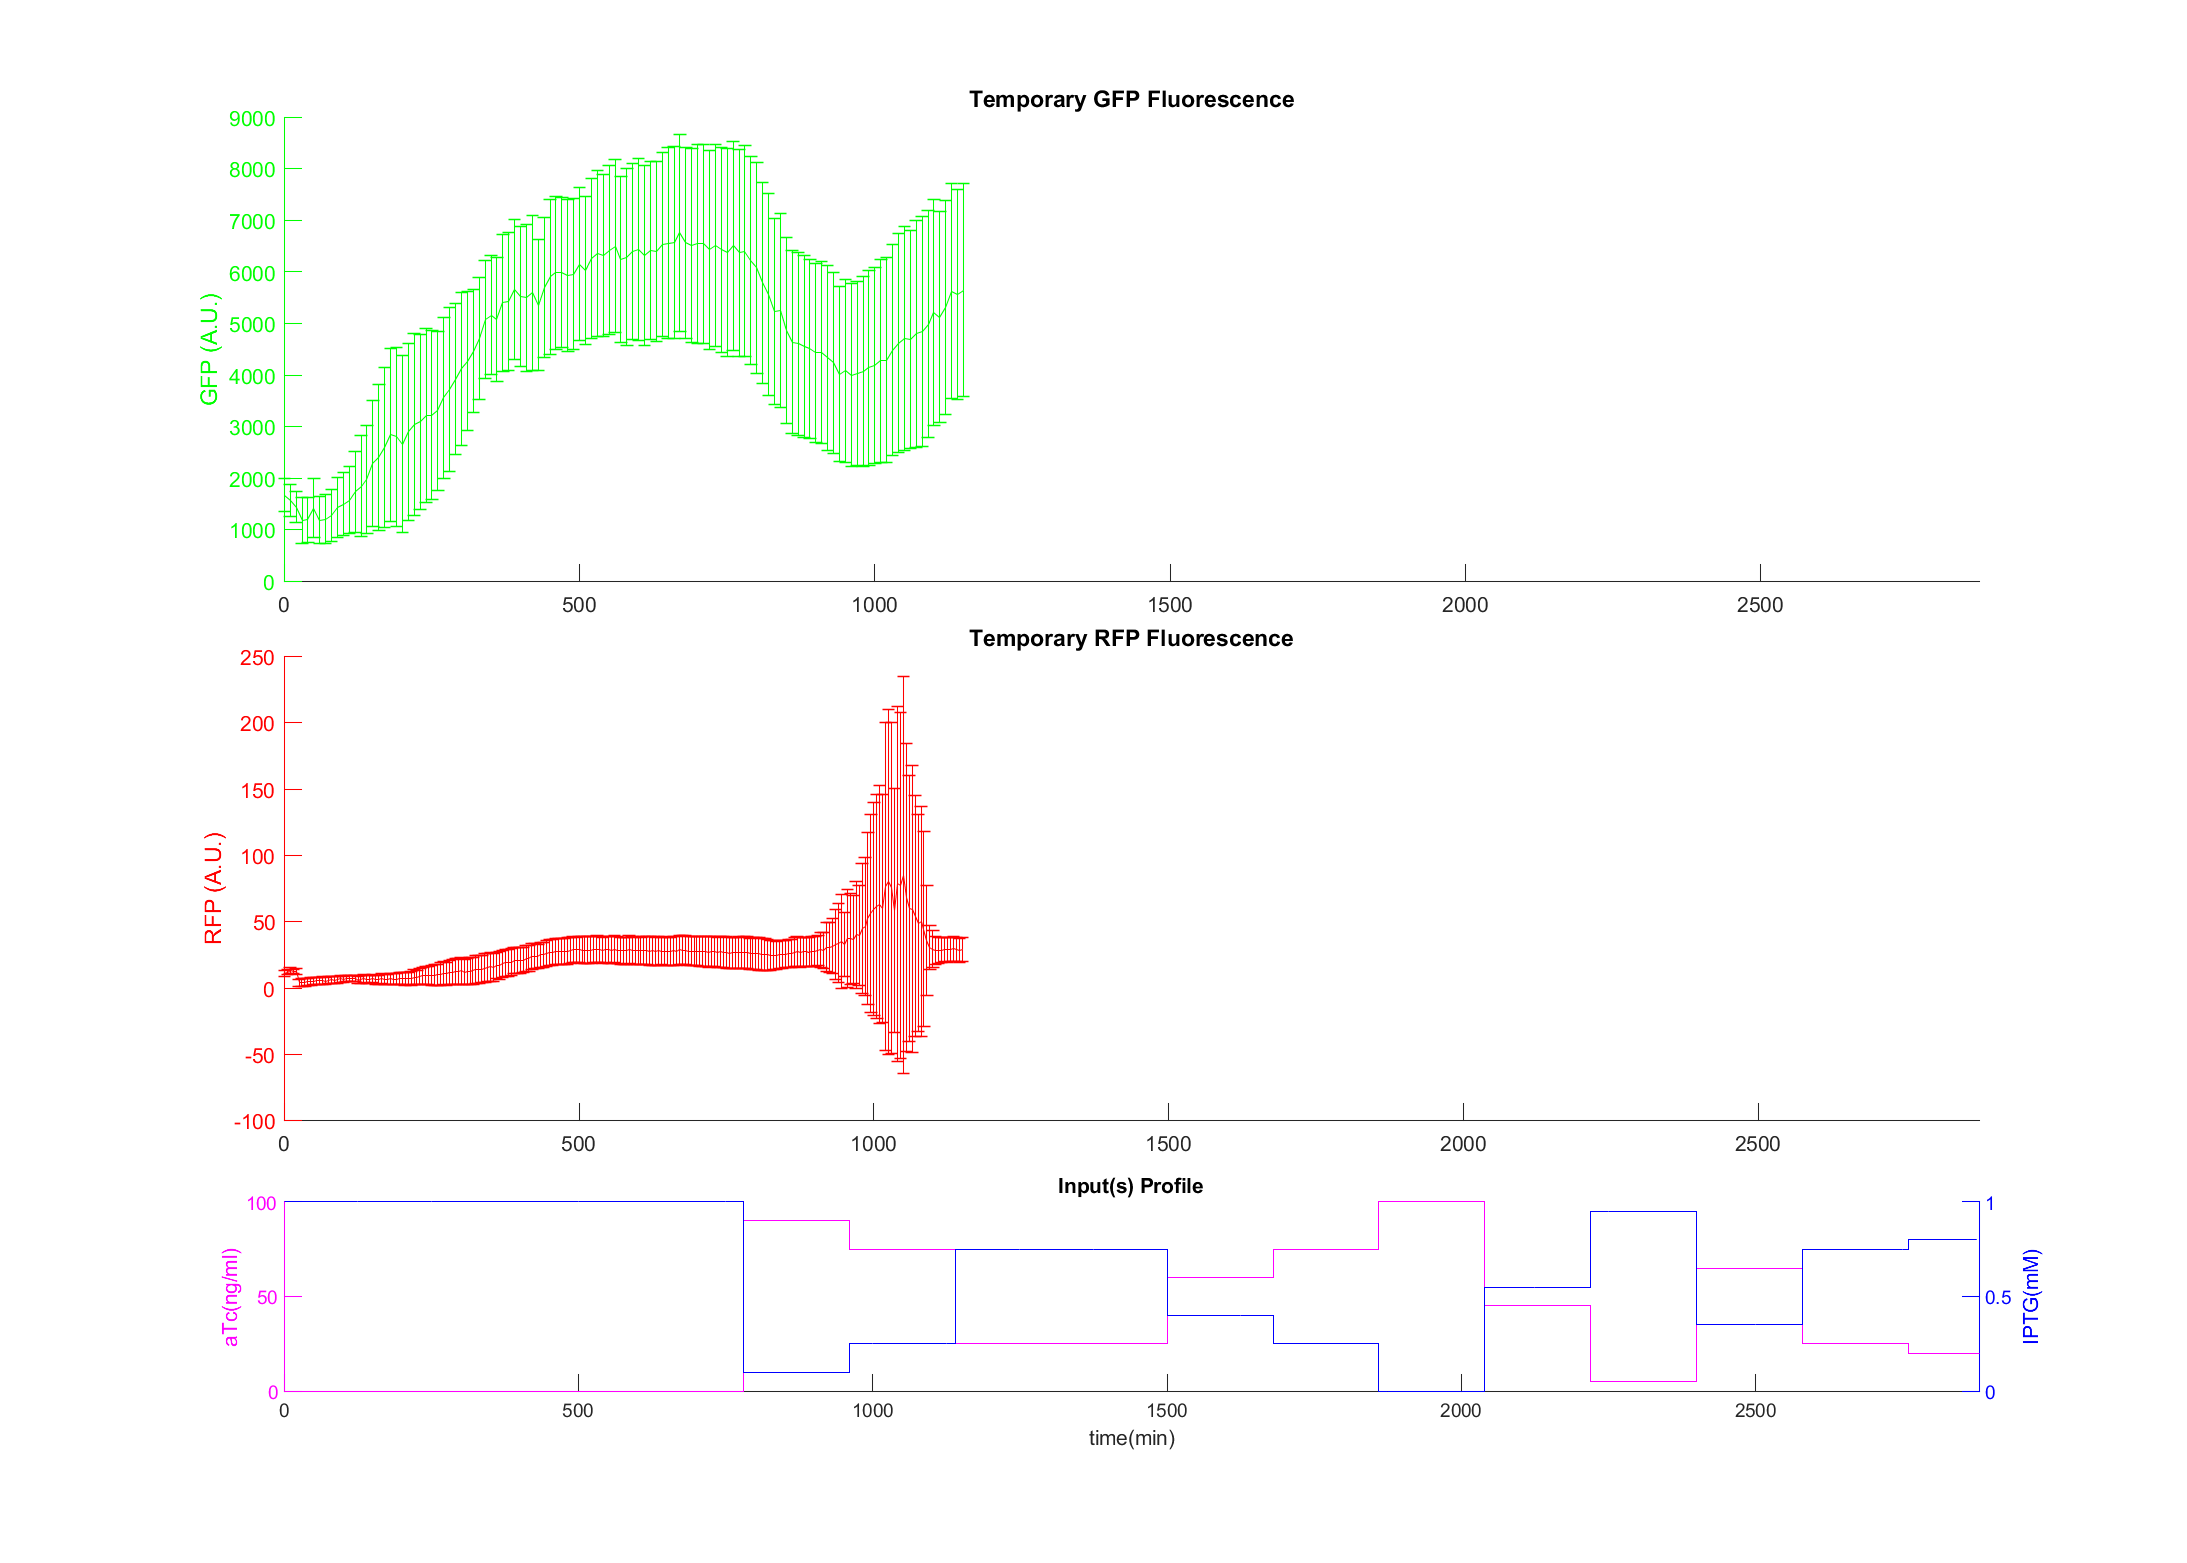 Temporary GFP Fluorescence
9000
8000
7000
6000
5000
4000
3000
2000
1000
0
GFP (A.U.)
0 500 1000 1500 2000 2500
Temporary RFP Fluorescence
250
200
150
100
50
0
-50
-100
RFP (A.U.)
0 500 1000 1500 2000 2500
Input(s) Profile
100
50
0
aTc(ng/ml)
1
0.5
0
IPTG(mM)
0 500 1000 1500 2000 2500
time(min)